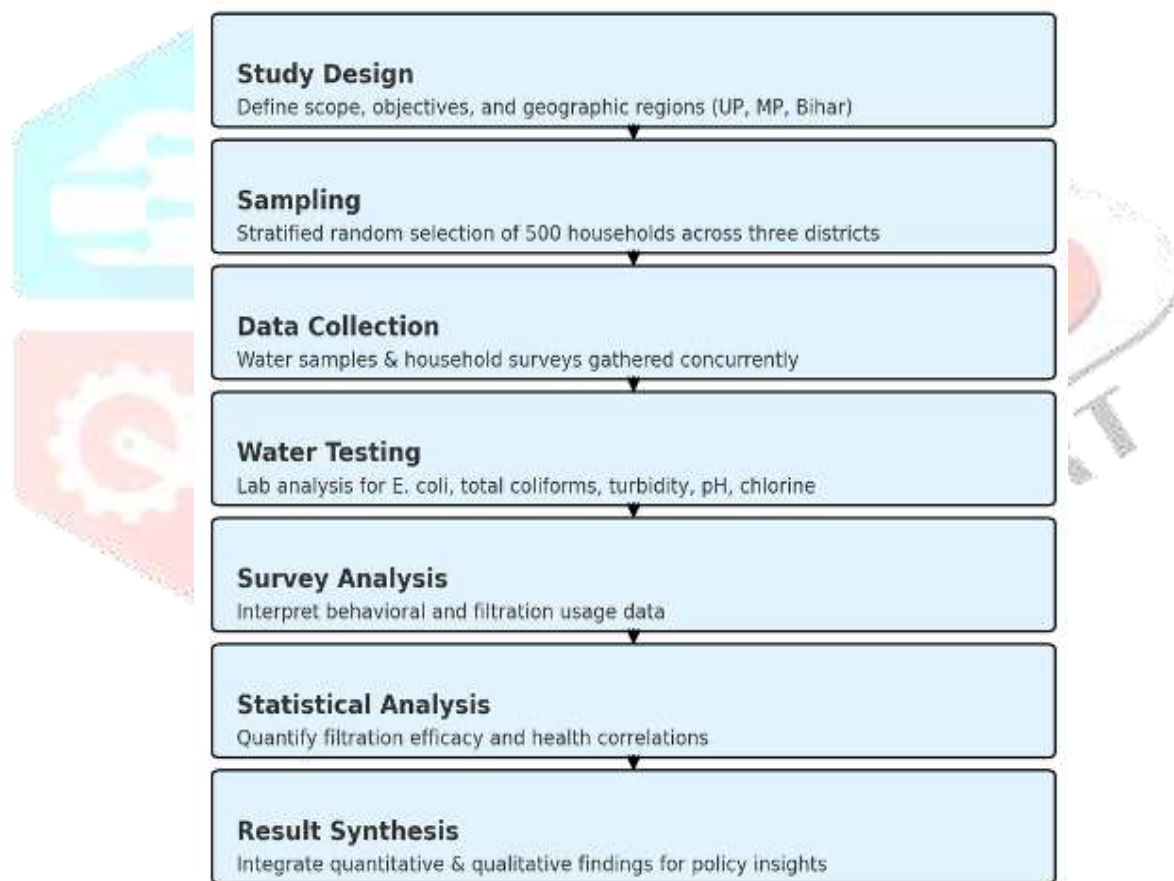 Study Design
Define scope, objectives, and geographic regions (UP, MP, Bihar)
Sampling
Stratified random selection of 500 households across three districts
Data Collection
Water samples & household surveys gathered concurrently
Water Testing
Lab analysis for E. coli, total coliforms, turbidity, pH, chlorine
Survey Analysis
Interpret behavioral and filtration usage data
Statistical Analysis
Quantify filtration efficacy and health correlations
Result Synthesis
Integrate quantitative & qualitative findings for policy insights